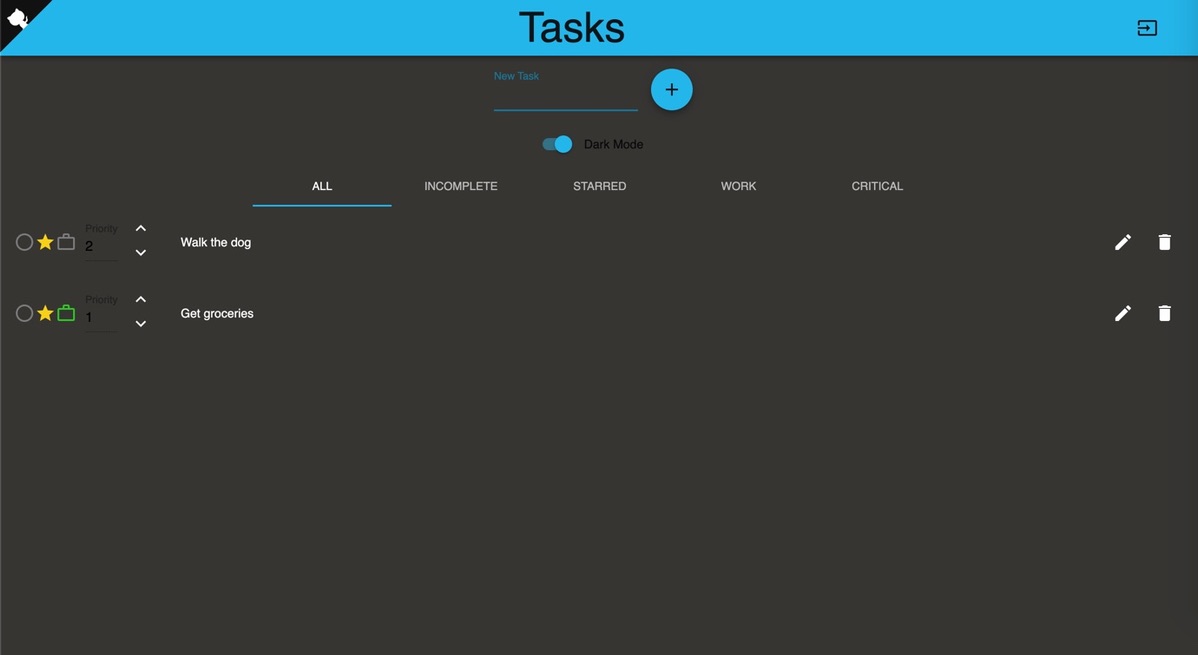 Tasks
New Task
Dark Mode
ALL INCOMPLETE STARRED WORK CRITICAL
Priority
2
Walk the dog
Priority
1
Get groceries